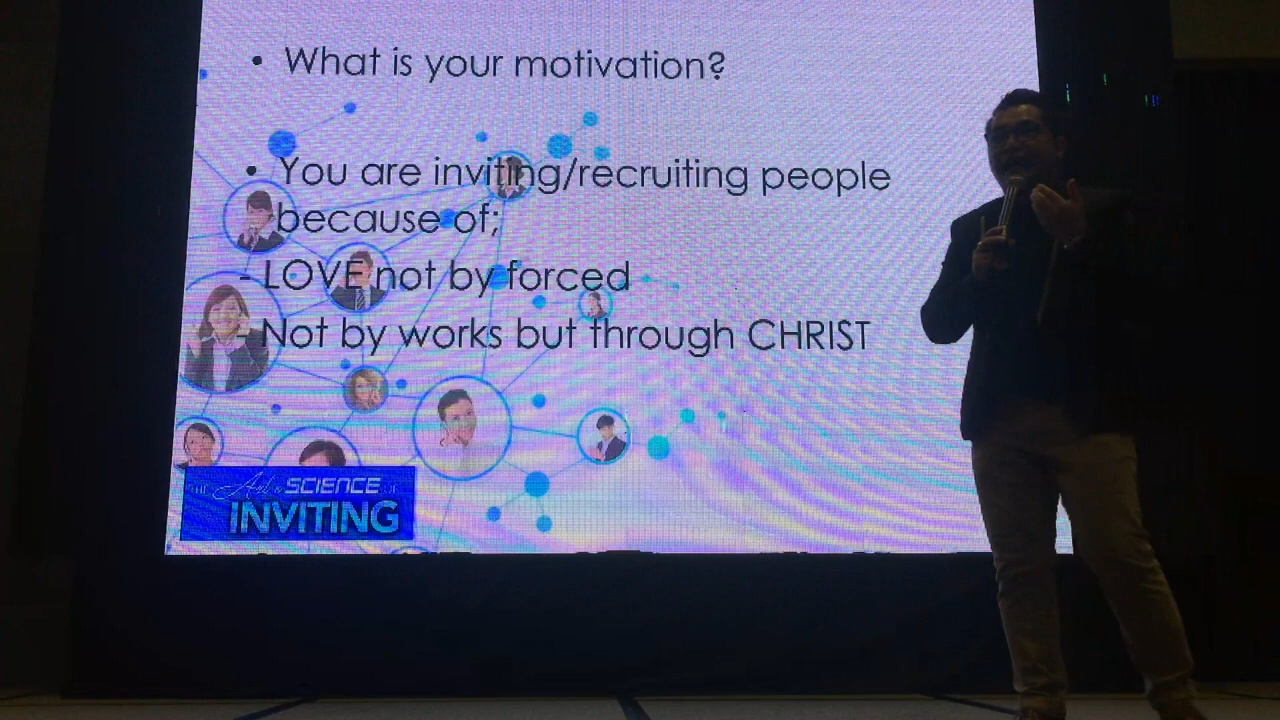 • What is your motivation?
• You are inviting/recruiting people
because of;
- LOVE not by forced
Not by works but through CHRIST
THE Art & SCIENCE OF
INVITING